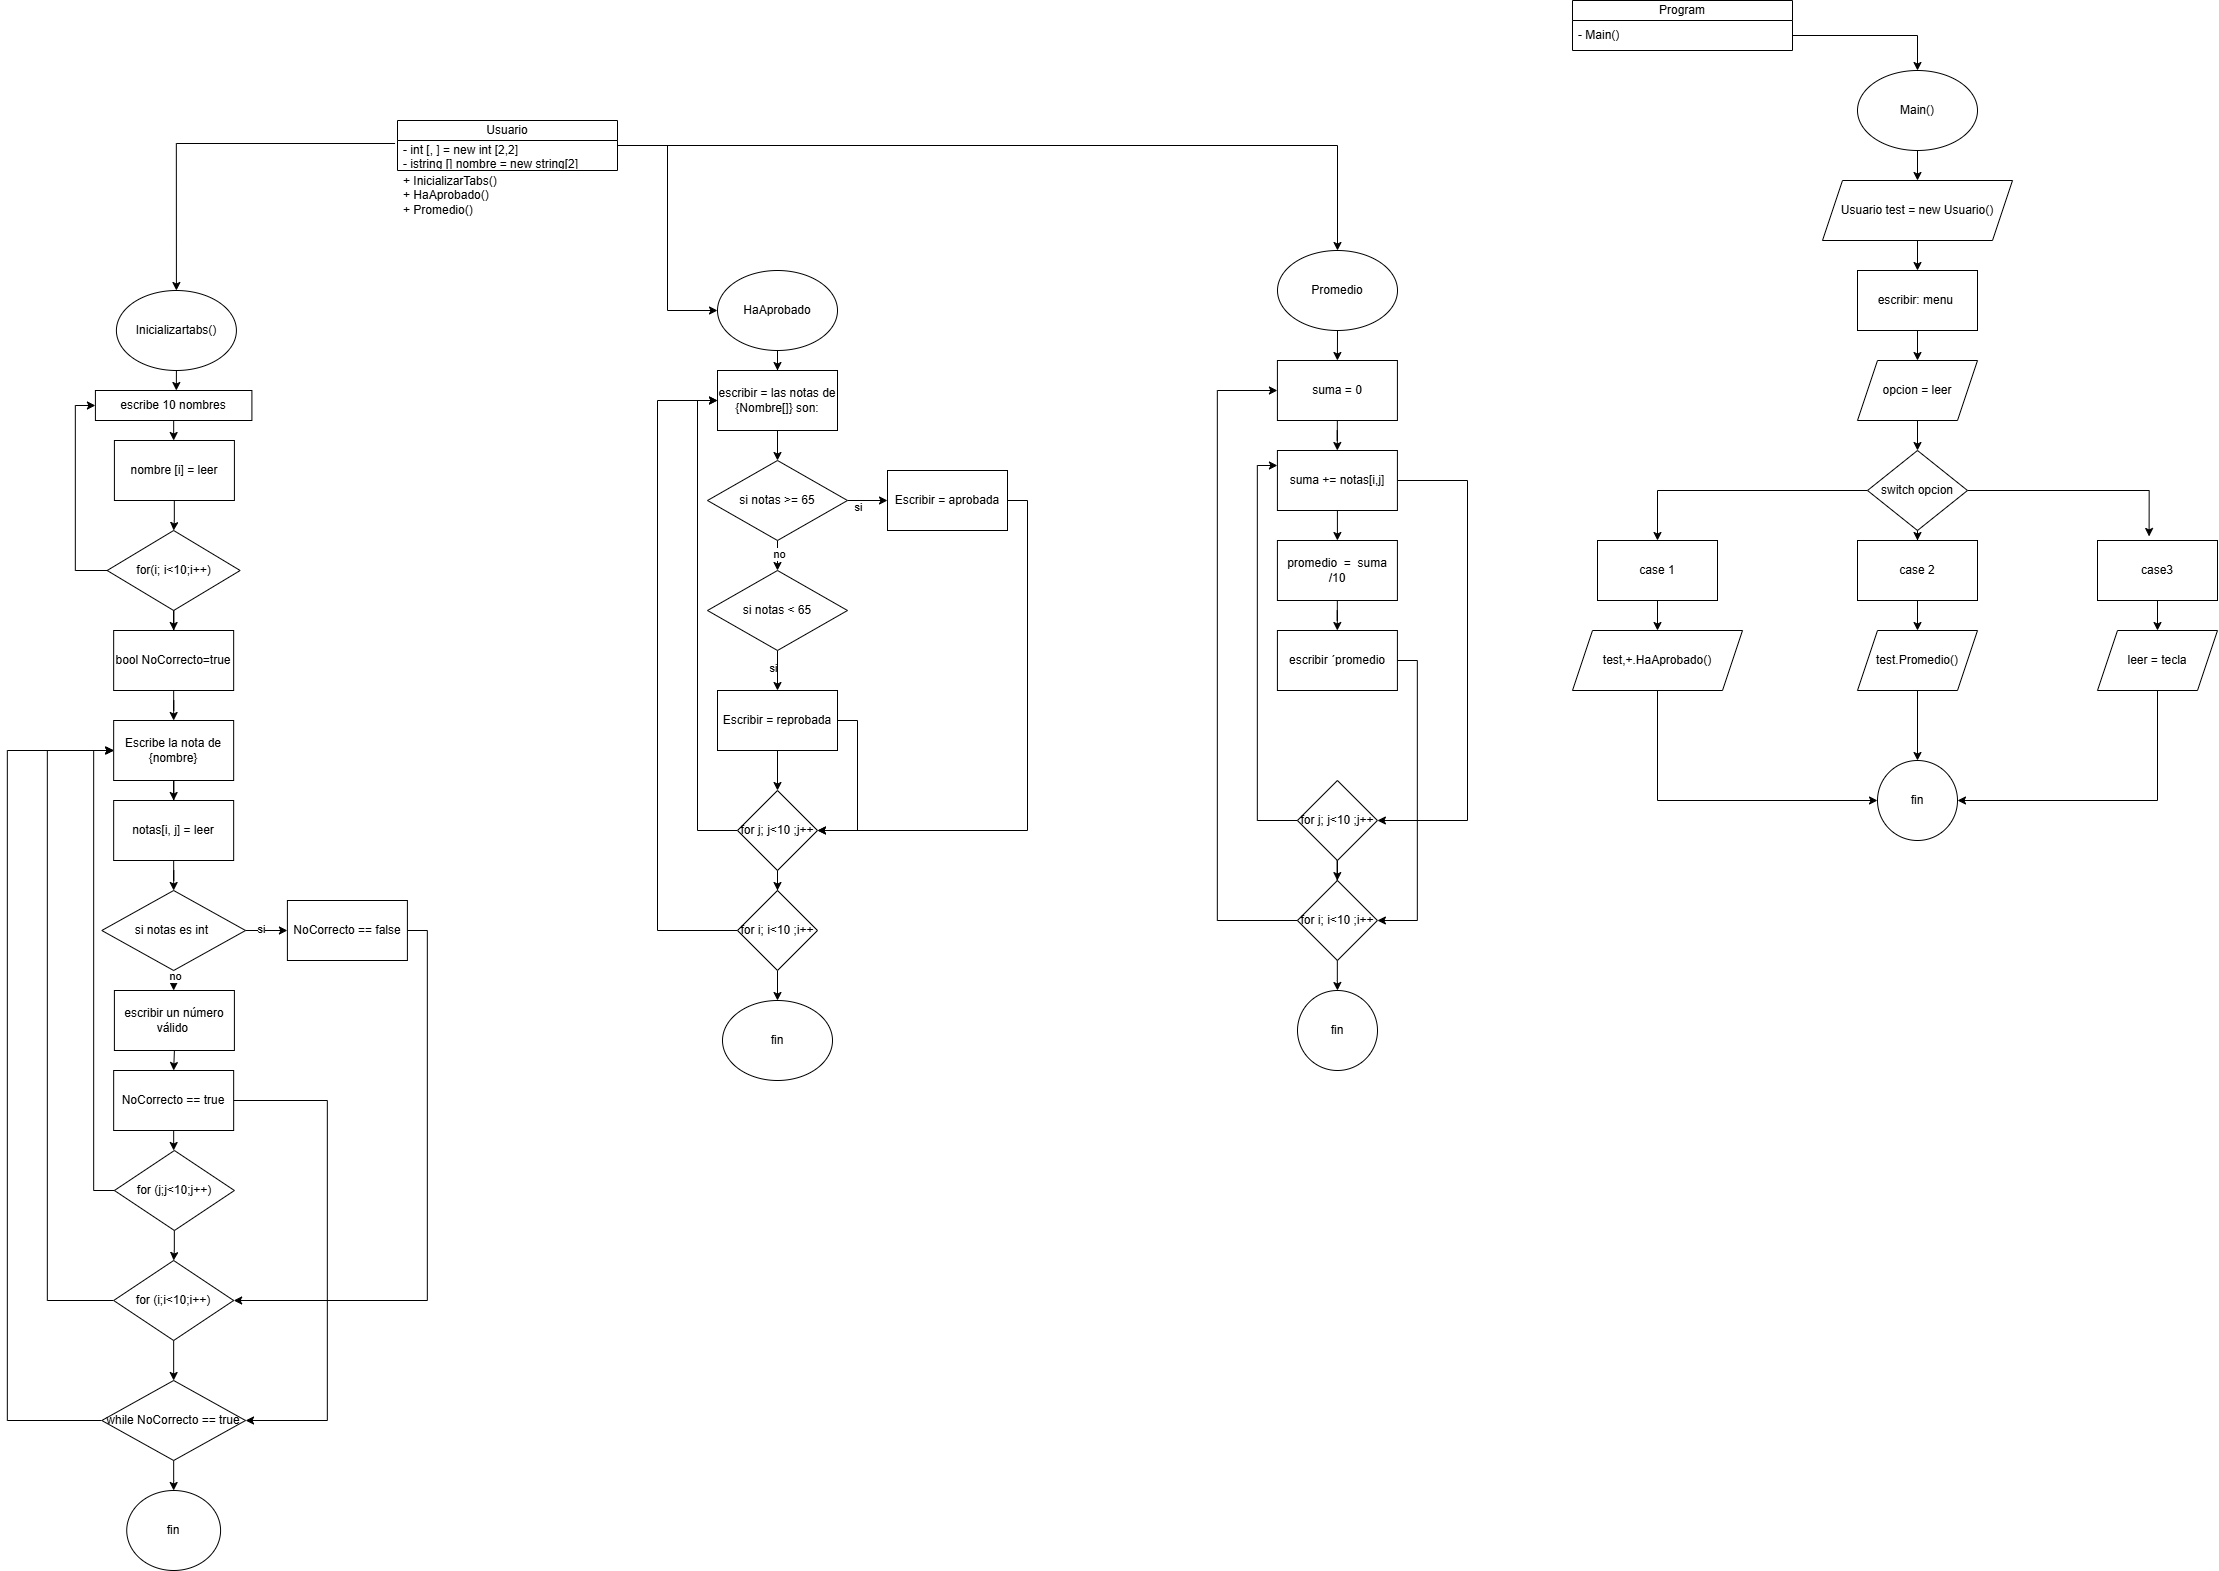 Program
- Main()
Main()
Usuario test = new Usuario()
escribir: menu
opcion = leer
switch opcion
case 1
case 2
case3
test,+.HaAprobado()
test.Promedio()
leer = tecla
fin
Usuario
- int [, ] = new int [2,2]
- istring [] nombre = new string[2]
+ InicializarTabs()
+ HaAprobado()
+ Promedio()
Inicializartabs()
escribe 10 nombres
nombre [i] = leer
for(i; i<10;i++)
bool NoCorrecto=true
Escribe la nota de
{nombre}
notas[i, j] = leer
si notas es int
si
NoCorrecto == false
no
escribir un número
válido
NoCorrecto == true
for (j;j<10;j++)
for (i;i<10;i++)
while NoCorrecto == true
fin
HaAprobado
escribir = las notas de
{Nombre[]} son:
si notas >= 65
si
Escribir = aprobada
no
si notas < 65
si
Escribir = reprobada
for j; j<10 ;j++
for i; i<10 ;i++
fin
Promedio
suma = 0
suma += notas[i,j]
promedio = suma
/10
escribir ´promedio
for j; j<10 ;j++
for i; i<10 ;i++
fin